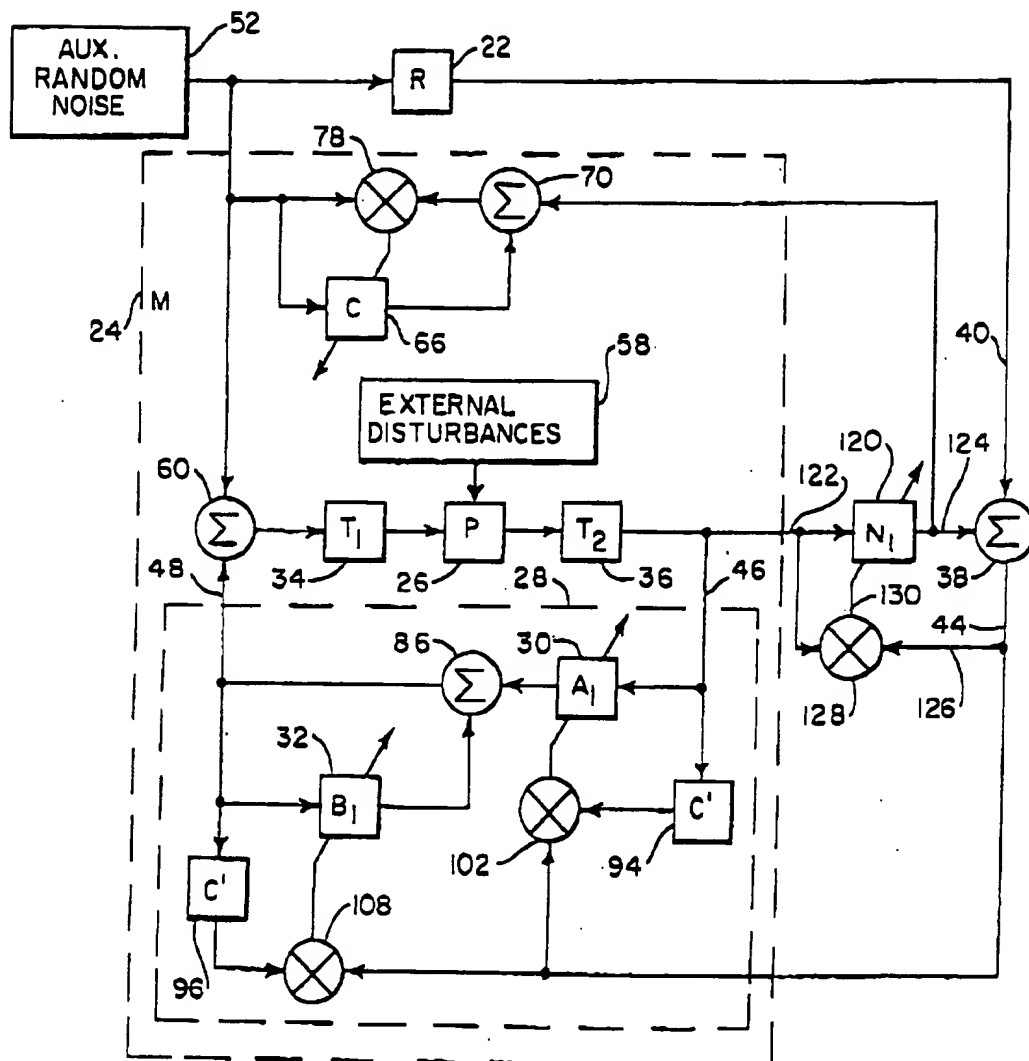 52
AUX.
RANDOM
NOISE
22
R
78
Σ
70
24
M
C
66
40
58
EXTERNAL
DISTURBANCES
60
Σ
T1
34
P
26
T2
36
122
120
N1
124
Σ
38
48
28
46
130
44
128
126
86
Σ
30
A1
32
B1
102
C'
94
C'
96
108